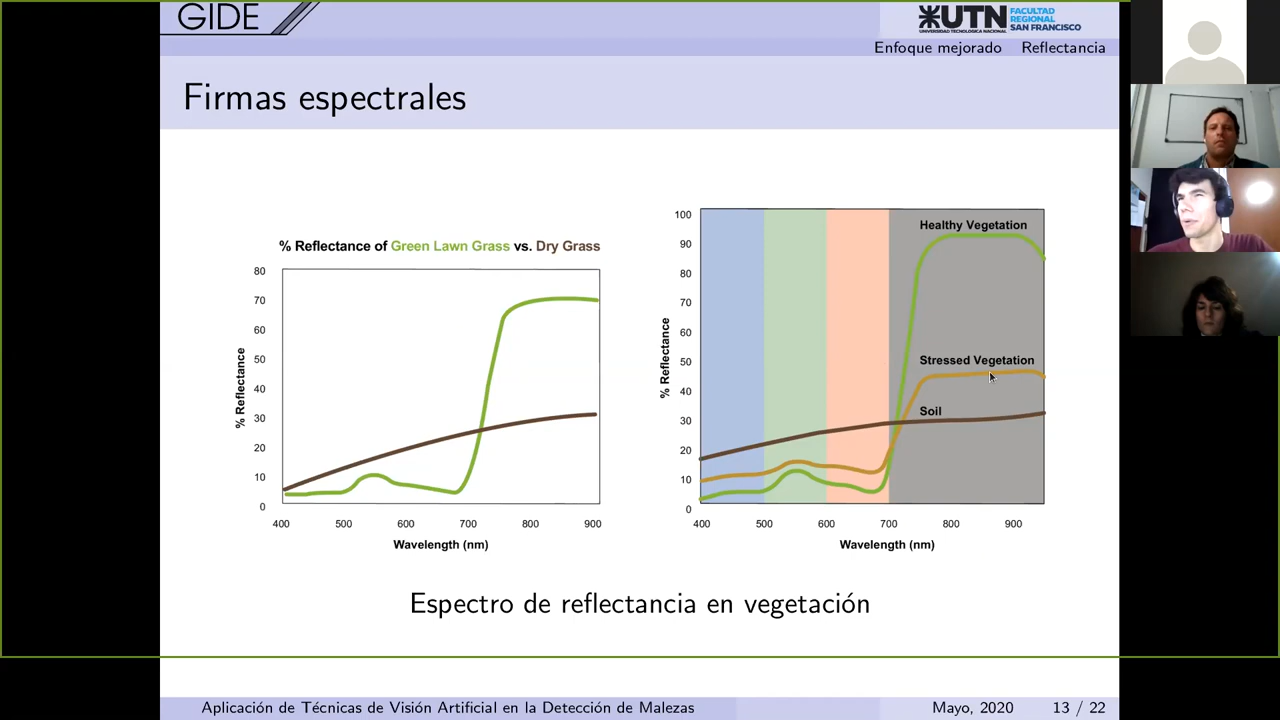 GIDE
UTN
UNIVERSIDAD TECNOLÓGICA NACIONAL
FACULTAD
REGIONAL
SAN FRANCISCO
Enfoque mejorado Reflectancia
Firmas espectrales
% Reflectance of Green Lawn Grass vs. Dry Grass
80
70
60
50
40
30
20
10
0
% Reflectance
400 500 600 700 800 900
Wavelength (nm)
100
90
80
70
60
50
40
30
20
10
0
% Reflectance
Healthy Vegetation
Stressed Vegetation
Soil
400 500 600 700 800 900
Wavelength (nm)
Espectro de reflectancia en vegetación
Aplicación de Técnicas de Visión Artificial en la Detección de Malezas Mayo, 2020 13 / 22